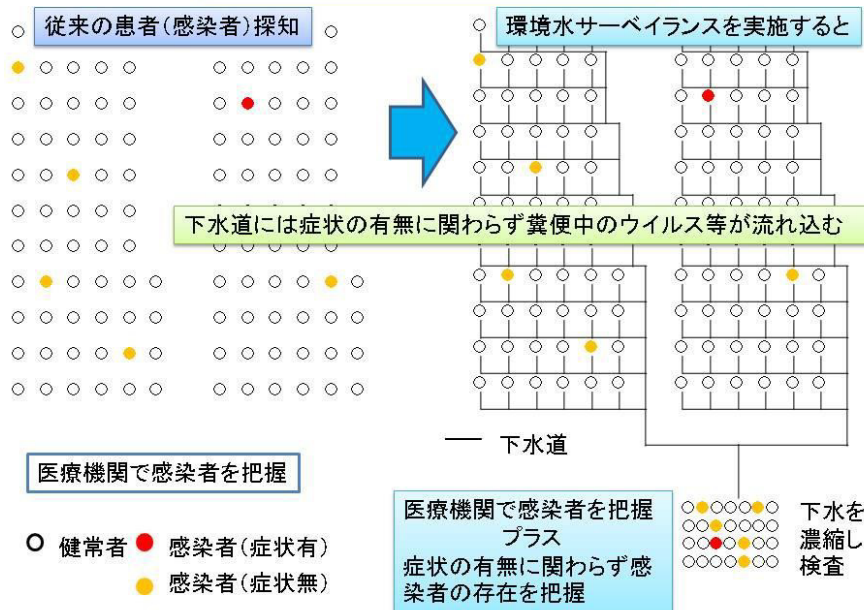 従来の患者(感染者)探知
環境水サーベイランスを実施すると
下水道には症状の有無に関わらず糞便中のウイルス等が流れ込む
下水道
医療機関で感染者を把握
健常者
感染者(症状有)
感染者(症状無)
医療機関で感染者を把握
プラス
症状の有無に関わらず感
染者の存在を把握
下水を
濃縮し
検査